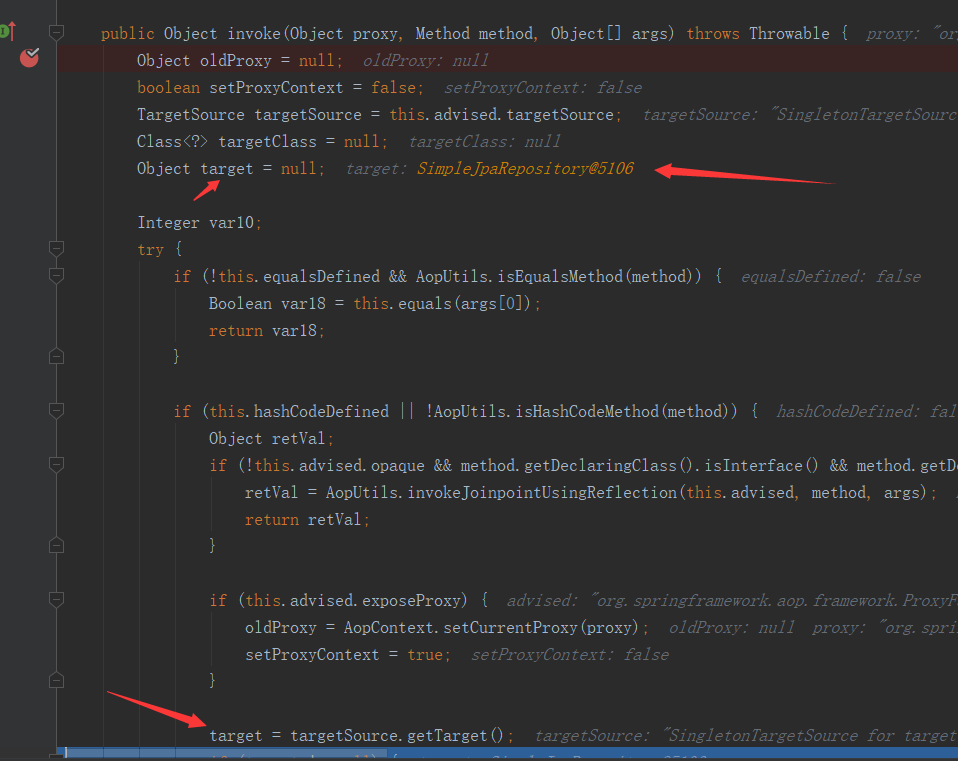 public Object invoke(Object proxy, Method method, Object[] args) throws Throwable {  proxy: "org
Object oldProxy = null;  oldProxy: null
boolean setProxyContext = false;  setProxyContext: false
TargetSource targetSource = this.advised.targetSource;  targetSource: "SingletonTargetSourc
Class<?> targetClass = null;  targetClass: null
Object target = null;  target: SimpleJpaRepository@5106
Integer var10;
try {
if (!this.equalsDefined && AopUtils.isEqualsMethod(method)) {  equalsDefined: false
Boolean var18 = this.equals(args[0]);
return var18;
}
if (this.hashCodeDefined || !AopUtils.isHashCodeMethod(method)) {  hashCodeDefined: fal
Object retVal;
if (!this.advised.opaque && method.getDeclaringClass().isInterface() && method.getD
retVal = AopUtils.invokeJoinpointUsingReflection(this.advised, method, args);
return retVal;
}
if (this.advised.exposeProxy) {  advised: "org.springframework.aop.framework.ProxyF
oldProxy = AopContext.setCurrentProxy(proxy);  oldProxy: null  proxy: "org.spri
setProxyContext = true;  setProxyContext: false
}
target = targetSource.getTarget();  targetSource: "SingletonTargetSource for target